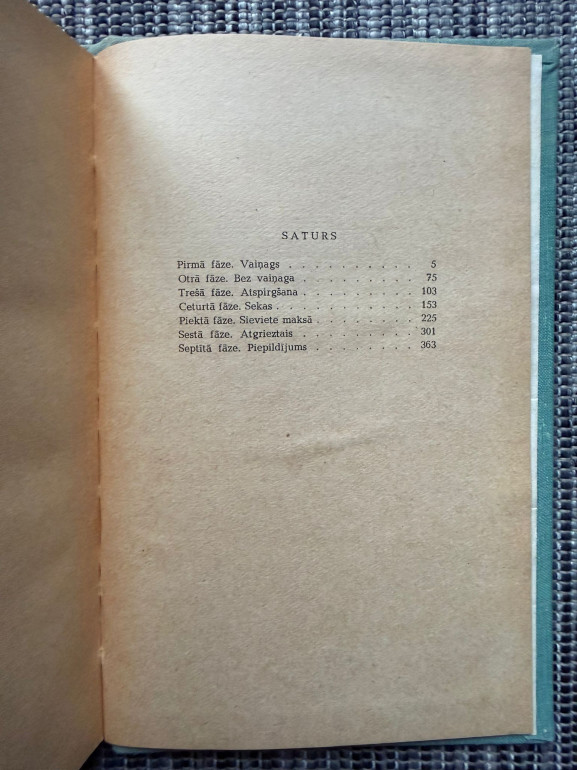 SATURS
Pirmā fāze. Vaiņags . . . . . . . . . . 5
Otrā fāze. Bez vaiņaga . . . . . . . . . 75
Trešā fāze. Atspirgšana . . . . . . . . . 103
Ceturtā fāze. Sekas . . . . . . . . . . 153
Piektā fāze. Sieviete maksā . . . . . . . . 225
Sestā fāze. Atgrieztais . . . . . . . . . 301
Septītā fāze. Piepildījums . . . . . . . . 363